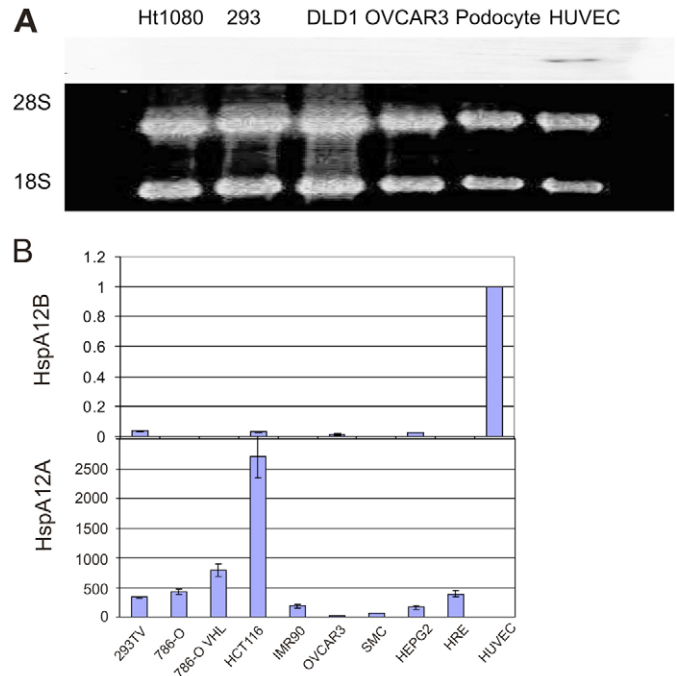 A
Ht1080 293 DLD1 OVCAR3 Podocyte HUVEC
28S
18S
B
HspA12B
1.2
1
0.8
0.6
0.4
0.2
0
HspA12A
2500
2000
1500
1000
500
0
293TV 786-O 786-O VHL HCT116 IMR90 OVCAR3 SMC HEPG2 HRE HUVEC